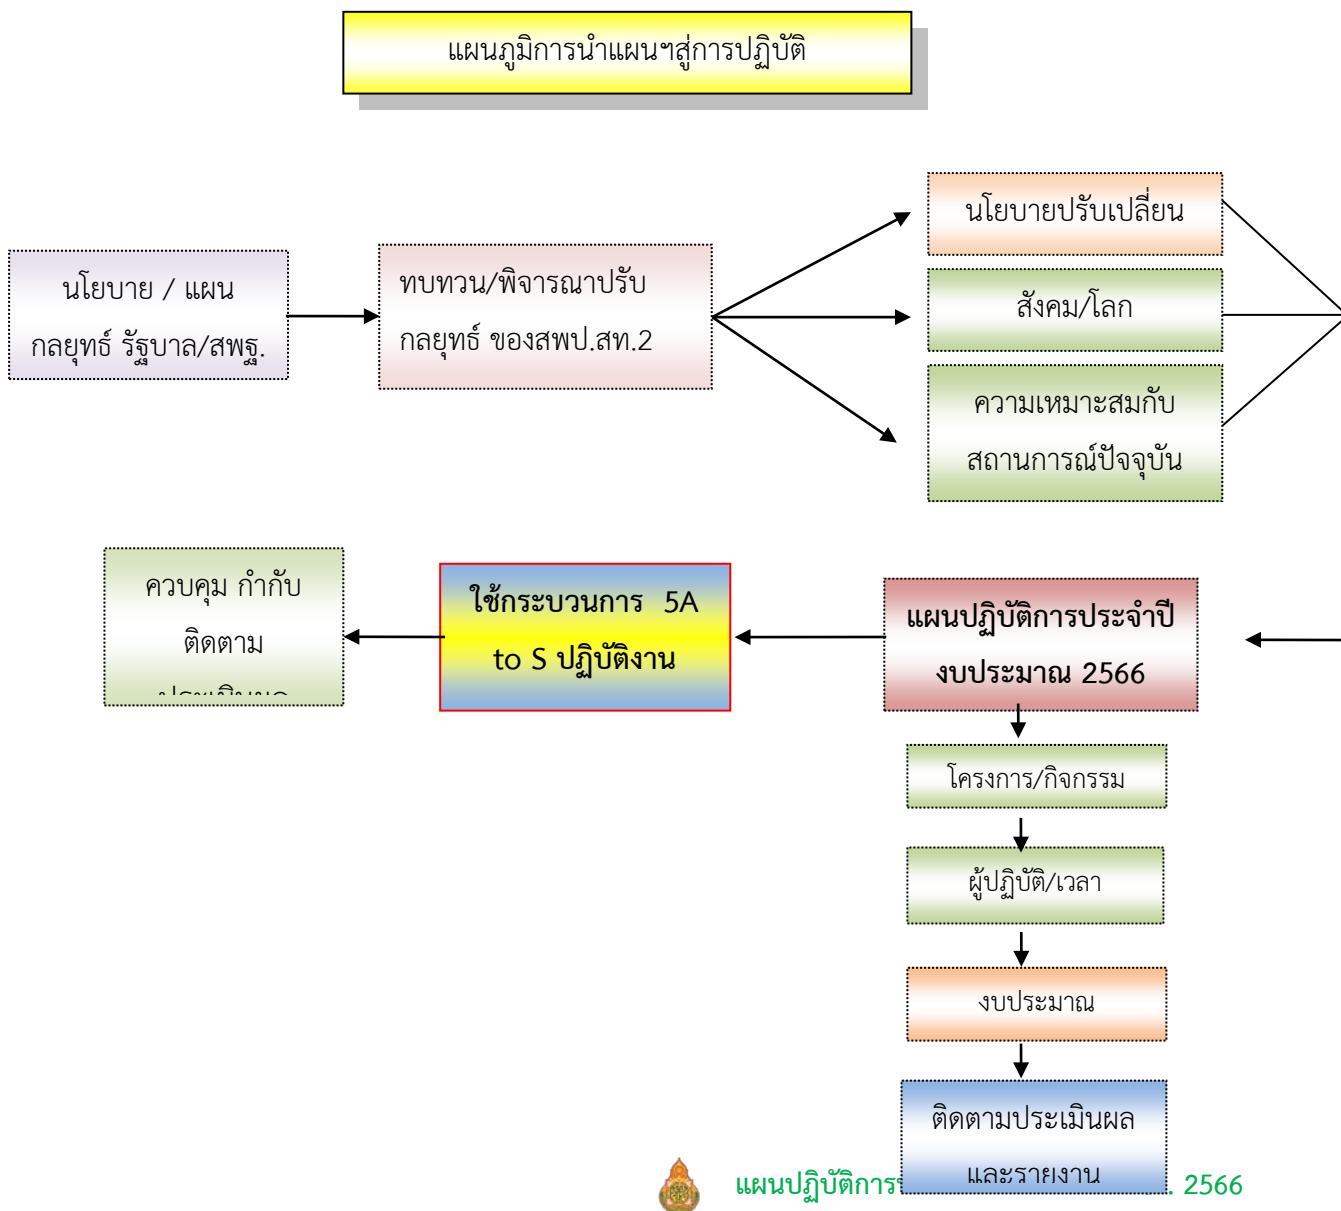 แผนภูมิการนำแผนฯสู่การปฏิบัติ
นโยบาย / แผน
กลยุทธ์ รัฐบาล/สพฐ.
ทบทวน/พิจารณาปรับ
กลยุทธ์ ของสพป.สท.2
นโยบายปรับเปลี่ยน
สังคม/โลก
ความเหมาะสมกับ
สถานการณ์ปัจจุบัน
ควบคุม กำกับ
ติดตาม
ใช้กระบวนการ 5A
to S ปฏิบัติงาน
แผนปฏิบัติการประจำปี
งบประมาณ 2566
โครงการ/กิจกรรม
ผู้ปฏิบัติ/เวลา
งบประมาณ
ติดตามประเมินผล
และรายงาน
แผนปฏิบัติการ . 2566